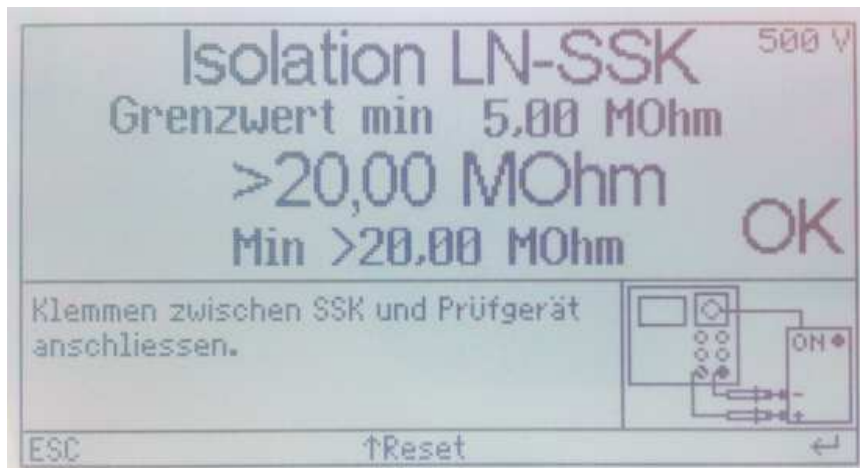 Isolation LN-SSK 500 V
Grenzwert min 5,00 MOhm
>20,00 MOhm
OK
Min >20,00 MOhm
Klemmen zwischen SSK und Prüfgerät
anschliessen.
ON
-
+
ESC ↑Reset ↵